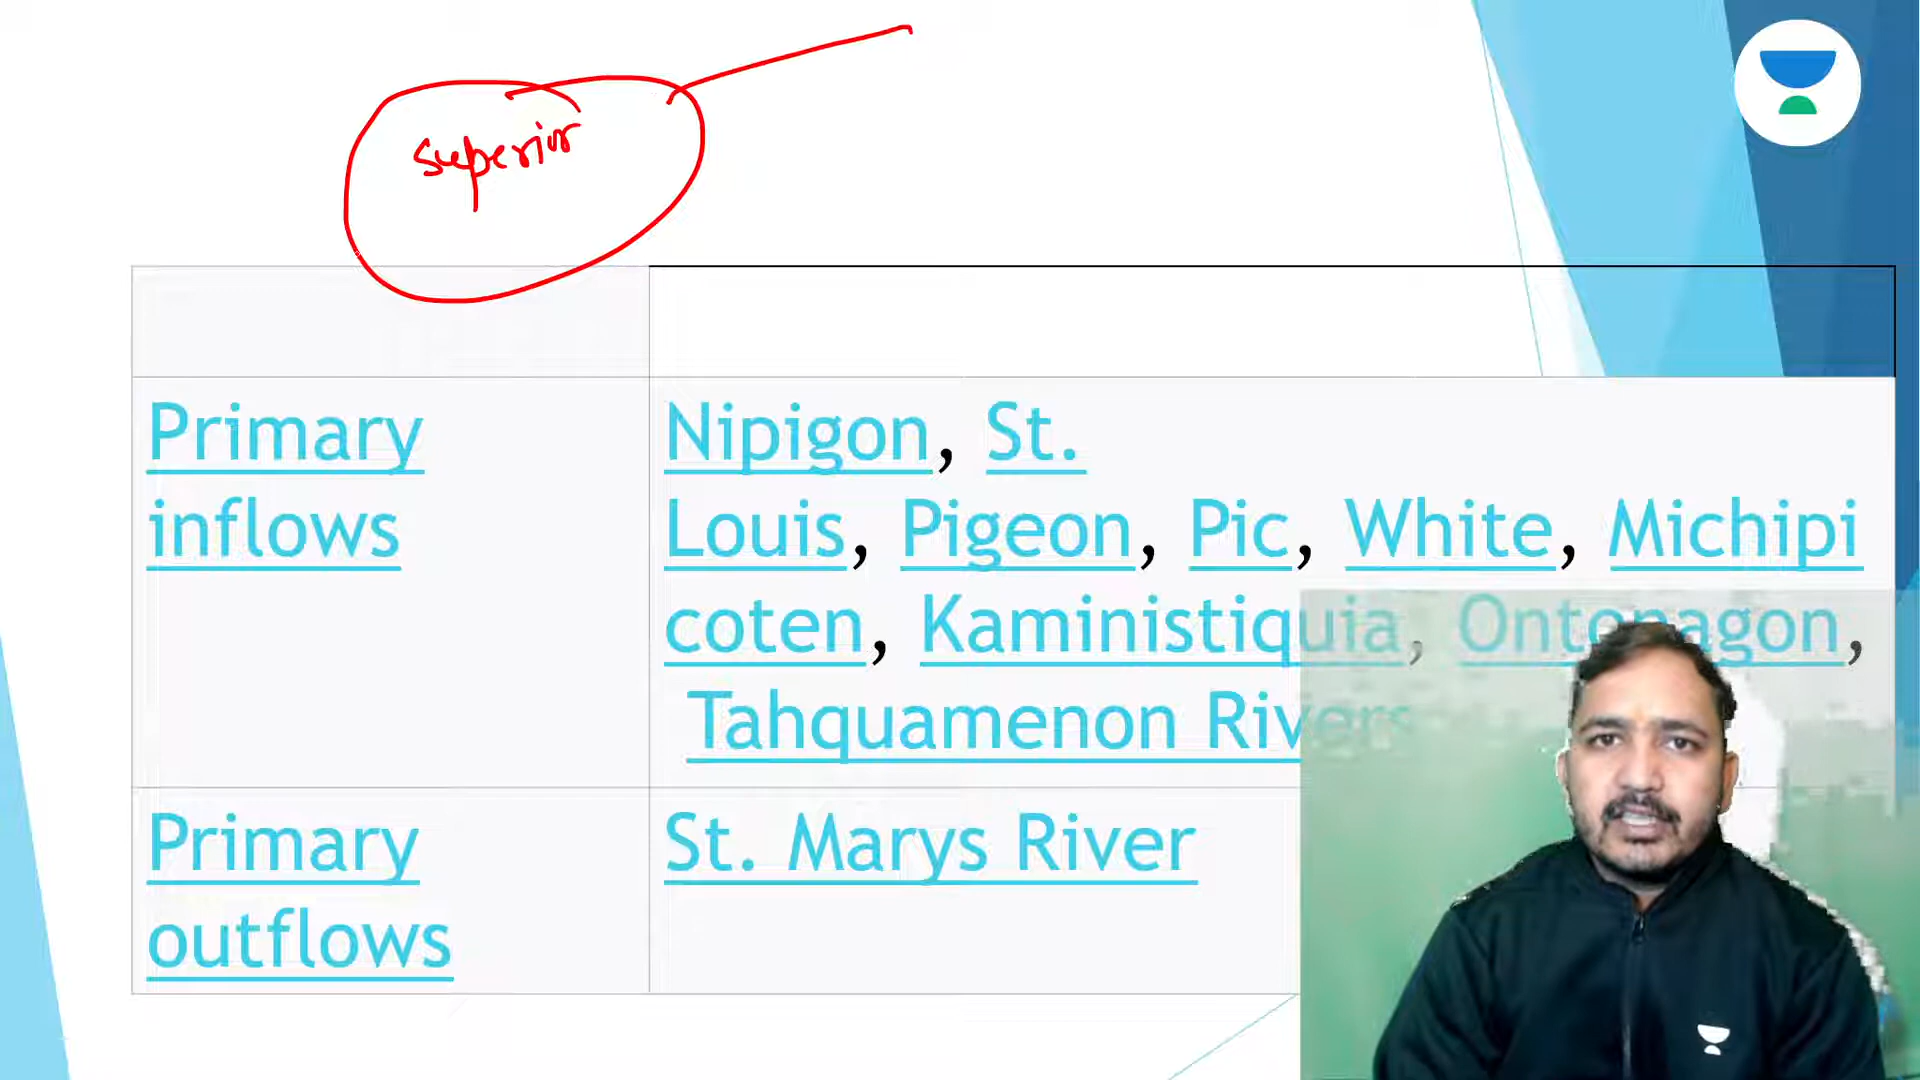 superior
Primary
inflows
Nipigon, St.
Louis, Pigeon, Pic, White, Michipi
coten, Kaministiquia, Ontonagon,
Tahquamenon Rivers
Primary
outflows
St. Marys River